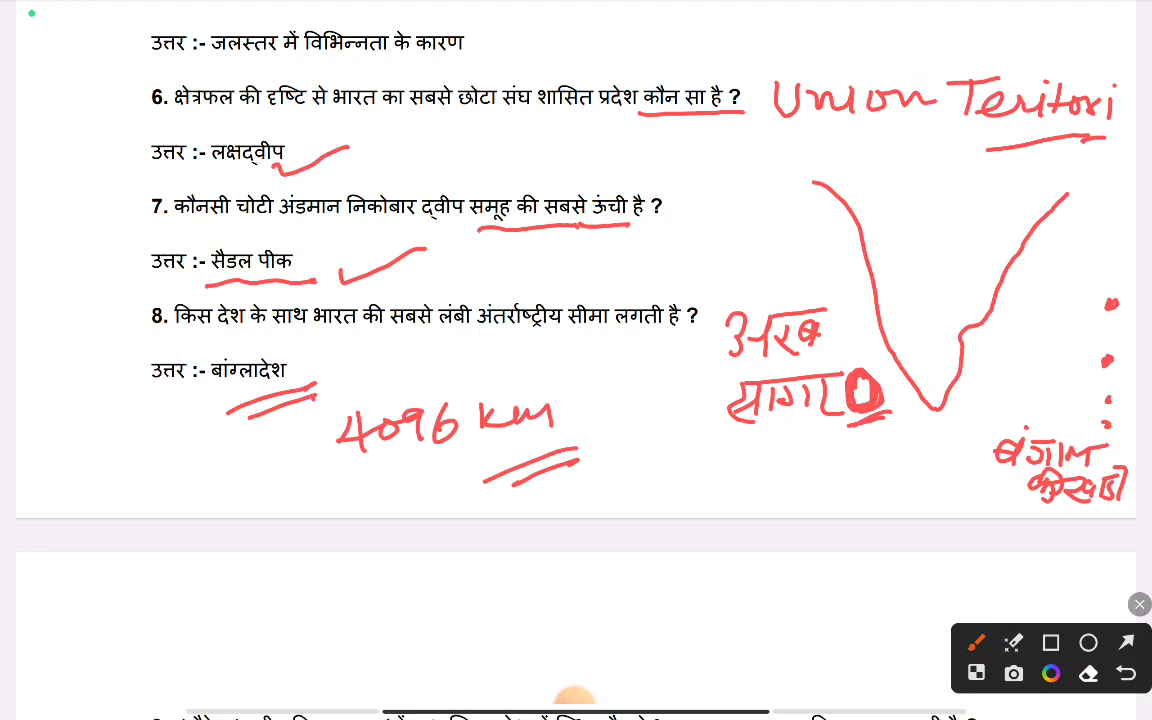 उत्तर :- जलस्तर में विभिन्नता के कारण
6. क्षेत्रफल की दृष्टि से भारत का सबसे छोटा संघ शासित प्रदेश कौन सा है ? Union Teritori
उत्तर :- लक्षद्वीप
7. कौनसी चोटी अंडमान निकोबार द्वीप समूह की सबसे ऊंची है ?
उत्तर :- सैडल पीक
8. किस देश के साथ भारत की सबसे लंबी अंतर्राष्ट्रीय सीमा लगती है ?
अरब
सागर
उत्तर :- बांग्लादेश
4096 km
बंगाल